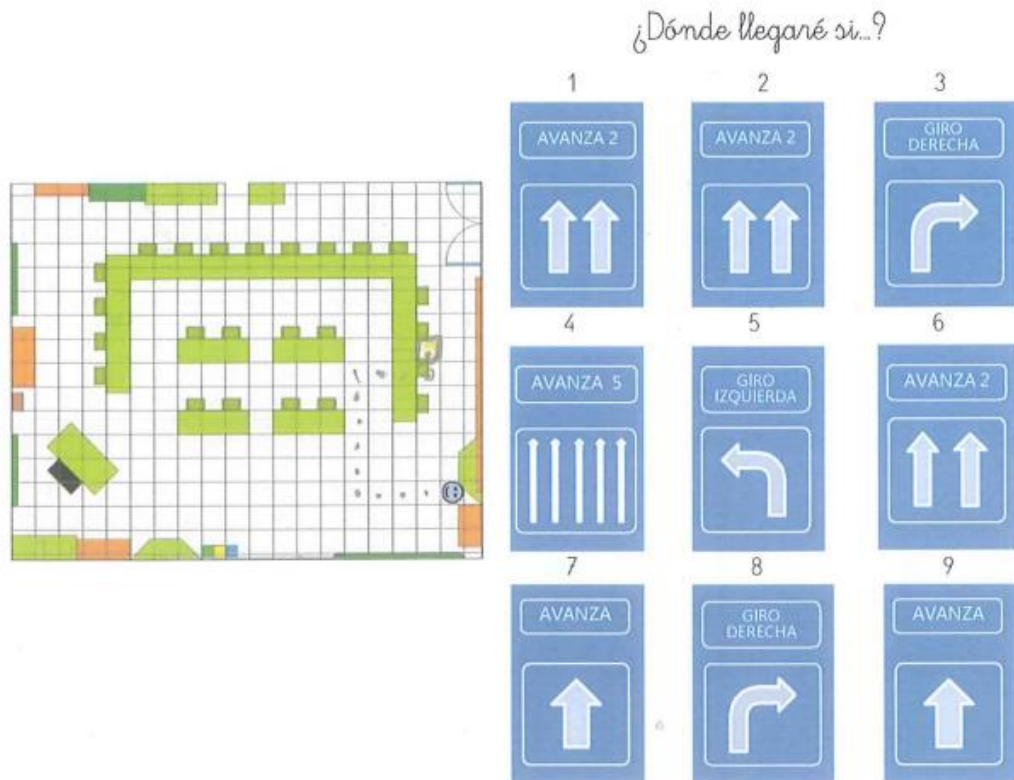 ¿Dónde llegaré si...?
1
2
3
AVANZA 2
AVANZA 2
GIRO
DERECHA
4
5
6
AVANZA 5
GIRO
IZQUIERDA
AVANZA 2
7
8
9
AVANZA
GIRO
DERECHA
AVANZA